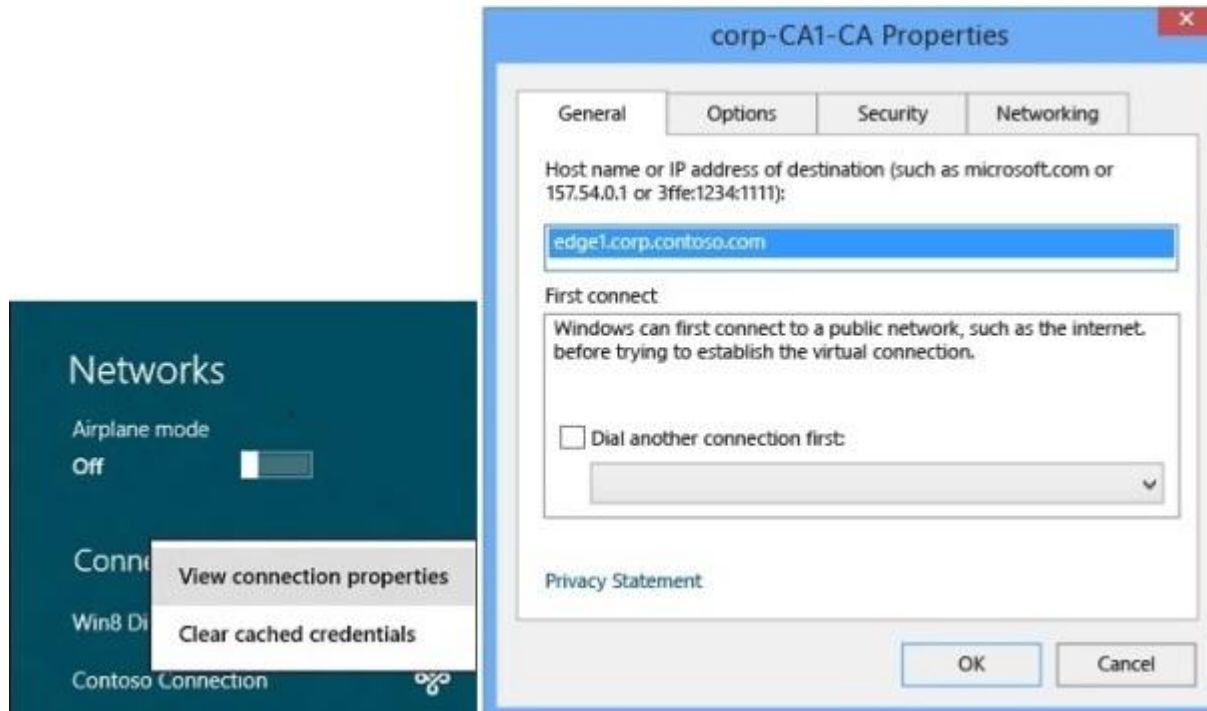 Networks
Airplane mode
Off
Conne
View connection properties
Win8 Di
Clear cached credentials
Contoso Connection
corp-CA1-CA Properties
General
Options
Security
Networking
Host name or IP address of destination (such as microsoft.com or
157.54.0.1 or 3ffe:1234:1111):
edge1.corp.contoso.com
First connect
Windows can first connect to a public network, such as the internet.
before trying to establish the virtual connection.
Dial another connection first:
Privacy Statement
OK
Cancel